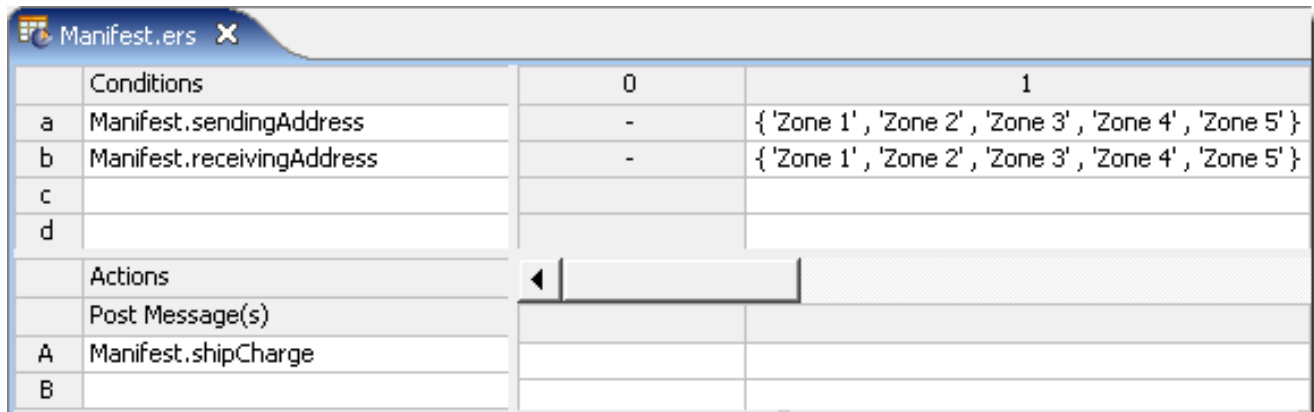 Manifest.ers
Conditions 0 1
a Manifest.sendingAddress - { 'Zone 1' , 'Zone 2' , 'Zone 3' , 'Zone 4' , 'Zone 5' }
b Manifest.receivingAddress - { 'Zone 1' , 'Zone 2' , 'Zone 3' , 'Zone 4' , 'Zone 5' }
c
d
Actions
Post Message(s)
A Manifest.shipCharge
B